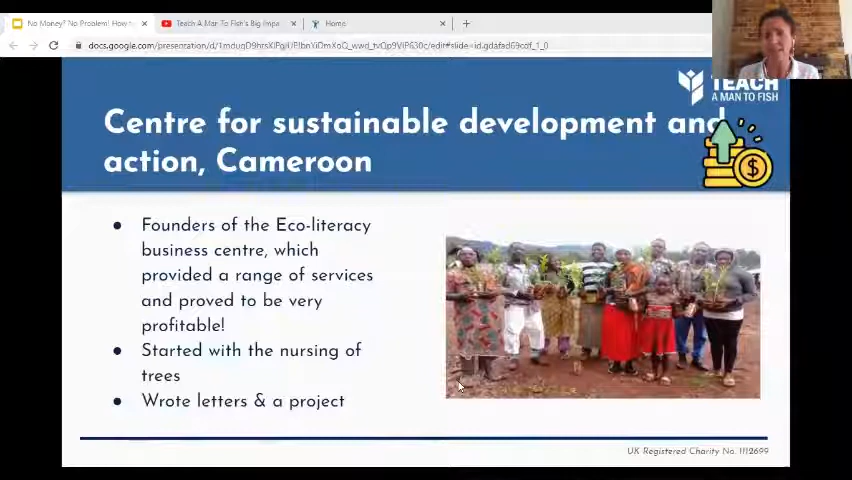 No Money? No Problem! How t
Teach A Man To Fish's Big Impa
Home
TEACH
A MAN TO FISH
Centre for sustainable development and
action, Cameroon
Founders of the Eco-literacy
business centre, which
provided a range of services
and proved to be very
profitable!
Started with the nursing of
trees
Wrote letters & a project
UK Registered Charity No. 1112699